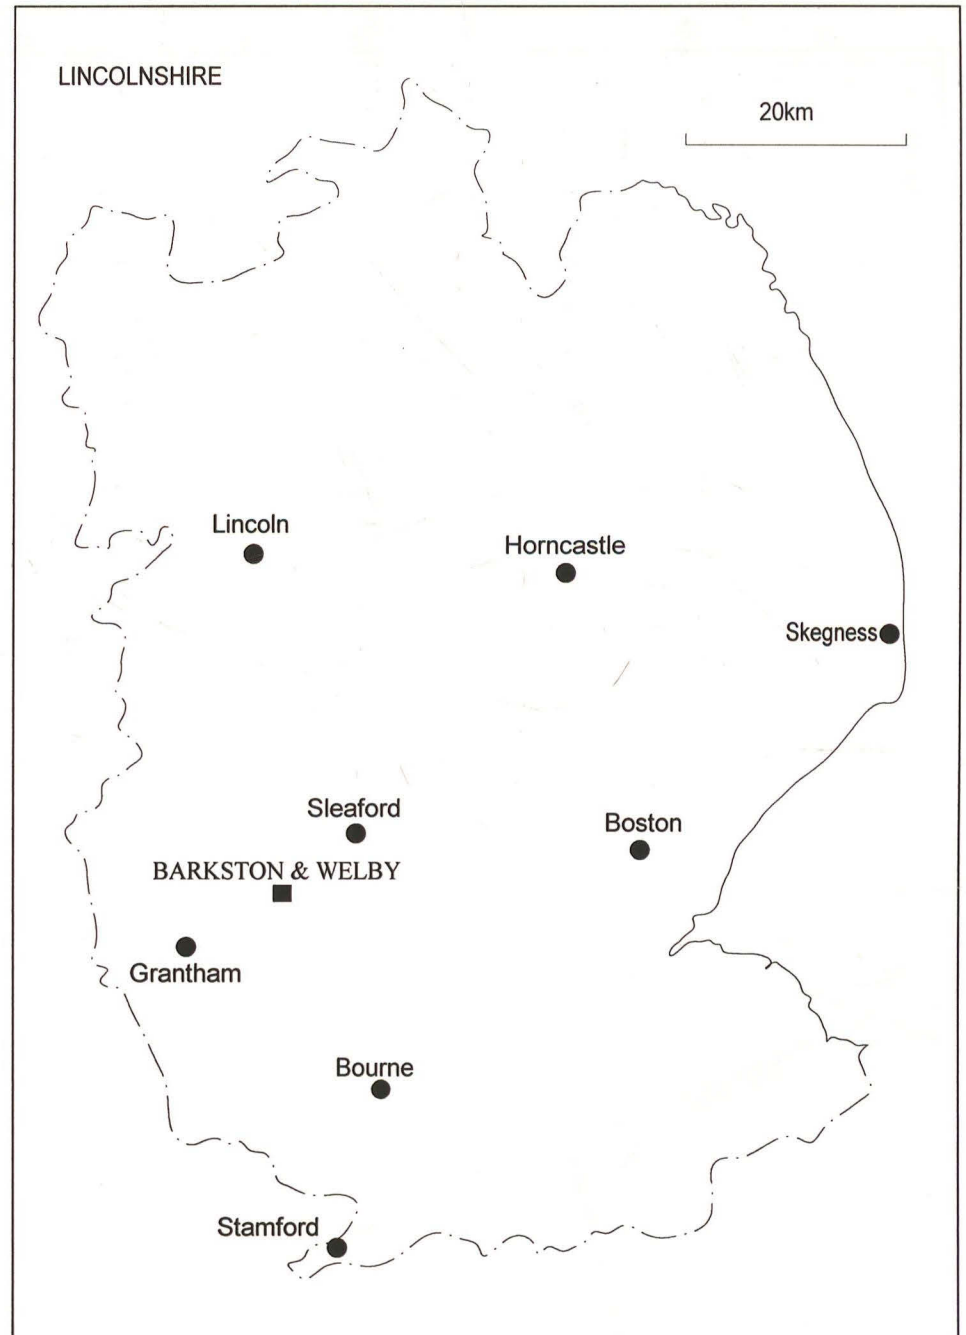 LINCOLNSHIRE
20km
Lincoln
Horncastle
Skegness
Sleaford
Boston
BARKSTON & WELBY
Grantham
Bourne
Stamford